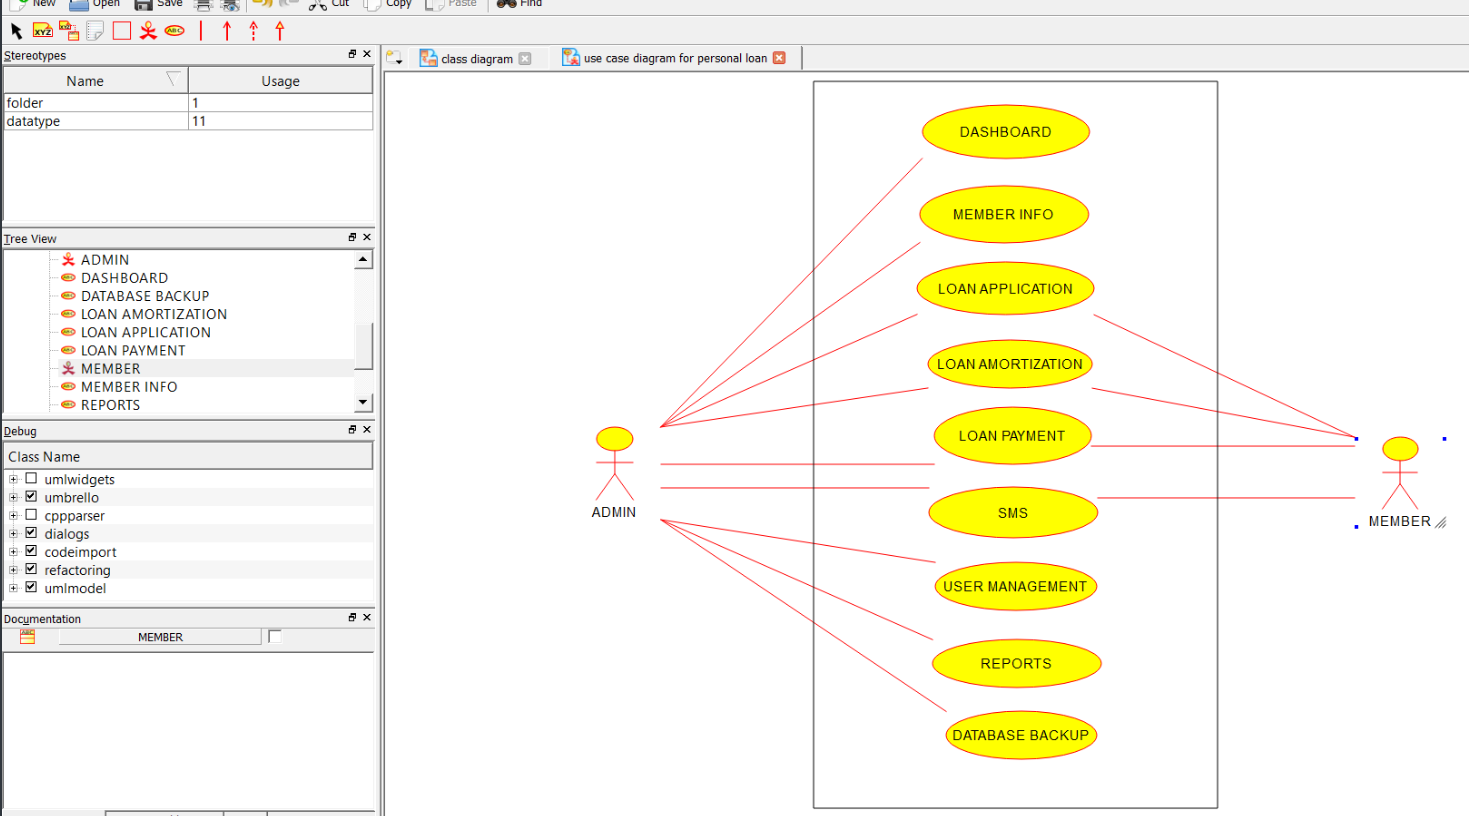 New Open Save Cut Copy Paste Find
XYZ XYZ ABC
Stereotypes
class diagram
use case diagram for personal loan
Name Usage
folder 1
datatype 11
Tree View
ADMIN
DASHBOARD
DATABASE BACKUP
LOAN AMORTIZATION
LOAN APPLICATION
LOAN PAYMENT
MEMBER
MEMBER INFO
REPORTS
Debug
Class Name
umlwidgets
umbrello
cppparser
dialogs
codeimport
refactoring
umlmodel
Documentation
MEMBER
DASHBOARD
MEMBER INFO
LOAN APPLICATION
LOAN AMORTIZATION
LOAN PAYMENT
SMS
USER MANAGEMENT
REPORTS
DATABASE BACKUP
ADMIN
MEMBER